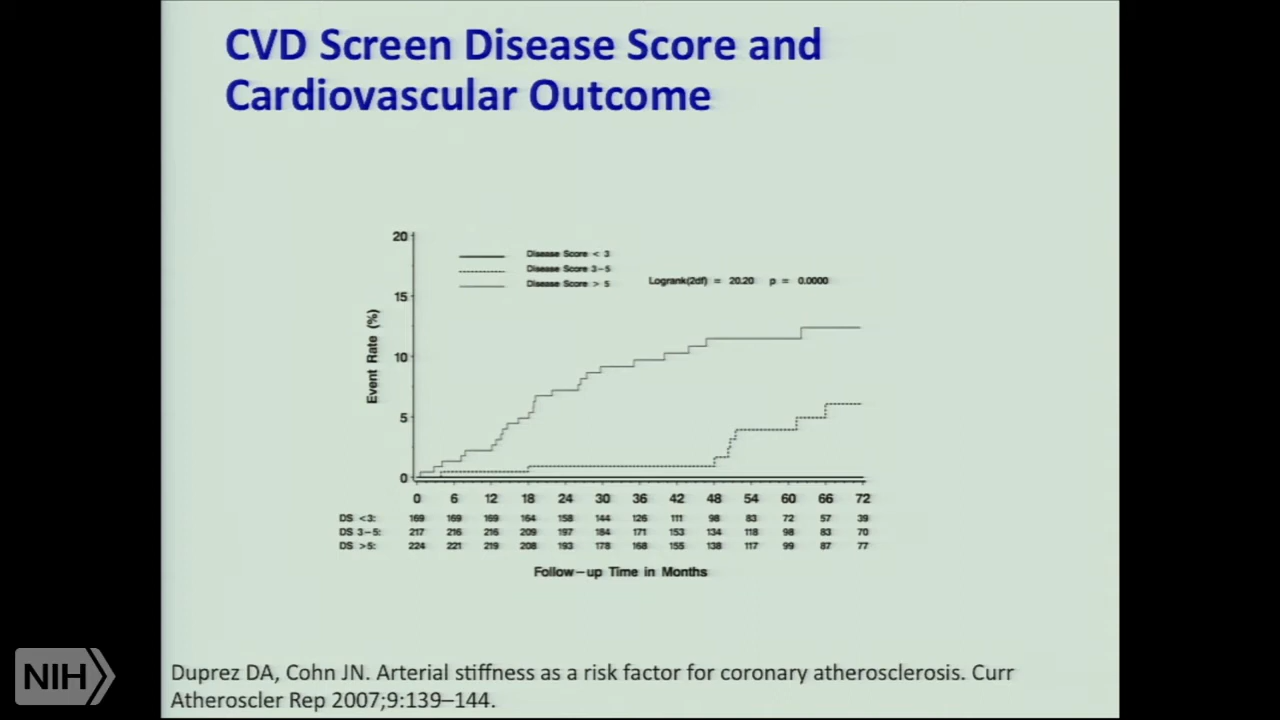 CVD Screen Disease Score and
Cardiovascular Outcome
20
15
10
5
0
Event Rate (%)
Disease Score < 3
Disease Score 3-5
Disease Score > 5
Logrank(2df) = 20.20 p = 0.0000
0 6 12 18 24 30 36 42 48 54 60 66 72
DS <3: 169 169 169 164 158 144 126 111 98 83 72 57 39
DS 3-5: 217 216 216 209 197 184 171 153 134 118 98 83 70
DS >5: 224 221 219 208 193 178 168 155 138 117 99 87 77
Follow-up Time in Months
NIH
Duprez DA, Cohn JN. Arterial stiffness as a risk factor for coronary atherosclerosis. Curr
Atheroscler Rep 2007;9:139–144.